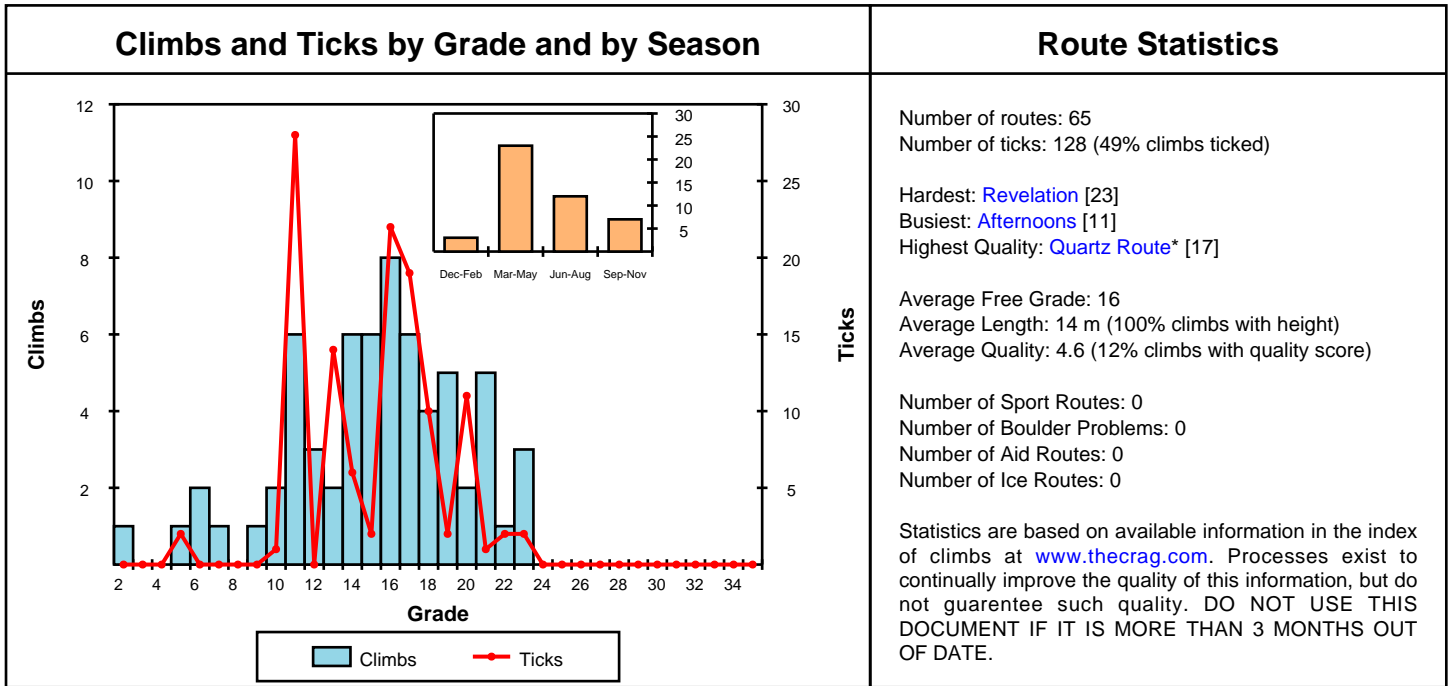 Climbs and Ticks by Grade and by Season
12
10
8
6
4
2
Climbs
30
25
20
15
10
5
Ticks
30
25
20
15
10
5
Dec-Feb Mar-May Jun-Aug Sep-Nov
2 4 6 8 10 12 14 16 18 20 22 24 26 28 30 32 34
Grade
Climbs Ticks
Route Statistics
Number of routes: 65
Number of ticks: 128 (49% climbs ticked)
Hardest: Revelation [23]
Busiest: Afternoons [11]
Highest Quality: Quartz Route* [17]
Average Free Grade: 16
Average Length: 14 m (100% climbs with height)
Average Quality: 4.6 (12% climbs with quality score)
Number of Sport Routes: 0
Number of Boulder Problems: 0
Number of Aid Routes: 0
Number of Ice Routes: 0
Statistics are based on available information in the index
of climbs at www.thecrag.com. Processes exist to
continually improve the quality of this information, but do
not guarentee such quality. DO NOT USE THIS
DOCUMENT IF IT IS MORE THAN 3 MONTHS OUT
OF DATE.